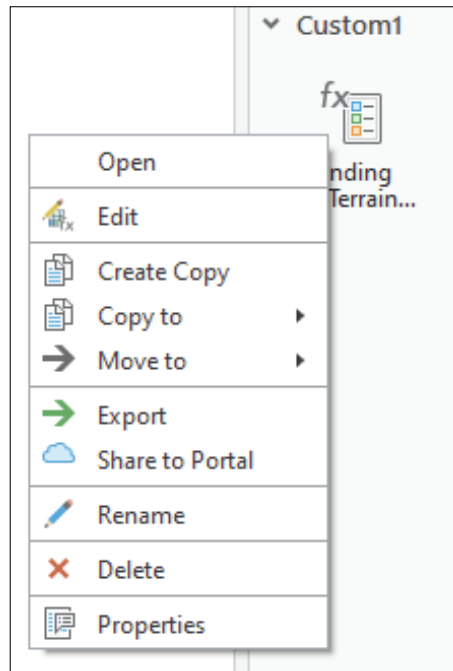 Custom1
fx
nding
Terrain...
Open
Edit
Create Copy
Copy to
Move to
Export
Share to Portal
Rename
Delete
Properties